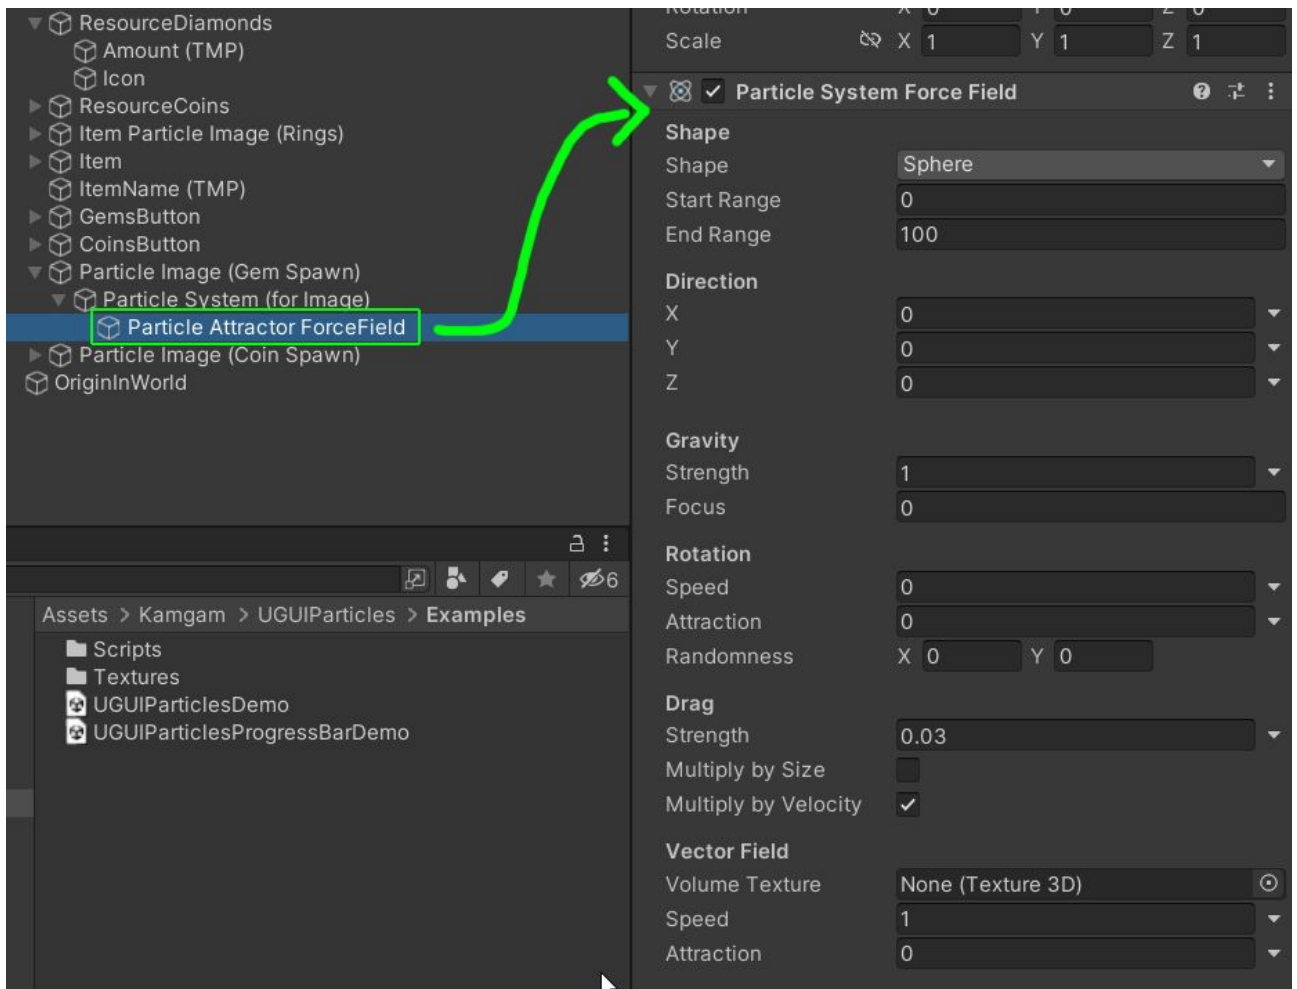 ResourceDiamonds
Amount (TMP)
Icon
ResourceCoins
Item Particle Image (Rings)
Item
ItemName (TMP)
GemsButton
CoinsButton
Particle Image (Gem Spawn)
Particle System (for Image)
Particle Attractor ForceField
Particle Image (Coin Spawn)
OriginInWorld
6
Assets > Kamgam > UGUIParticles > Examples
Scripts
Textures
UGUIParticlesDemo
UGUIParticlesProgressBarDemo
Rotation X 0 Y 0 Z 0
Scale X 1 Y 1 Z 1
Particle System Force Field
Shape
Shape Sphere
Start Range 0
End Range 100
Direction
X 0
Y 0
Z 0
Gravity
Strength 1
Focus 0
Rotation
Speed 0
Attraction 0
Randomness X 0 Y 0
Drag
Strength 0.03
Multiply by Size
Multiply by Velocity
Vector Field
Volume Texture None (Texture 3D)
Speed 1
Attraction 0